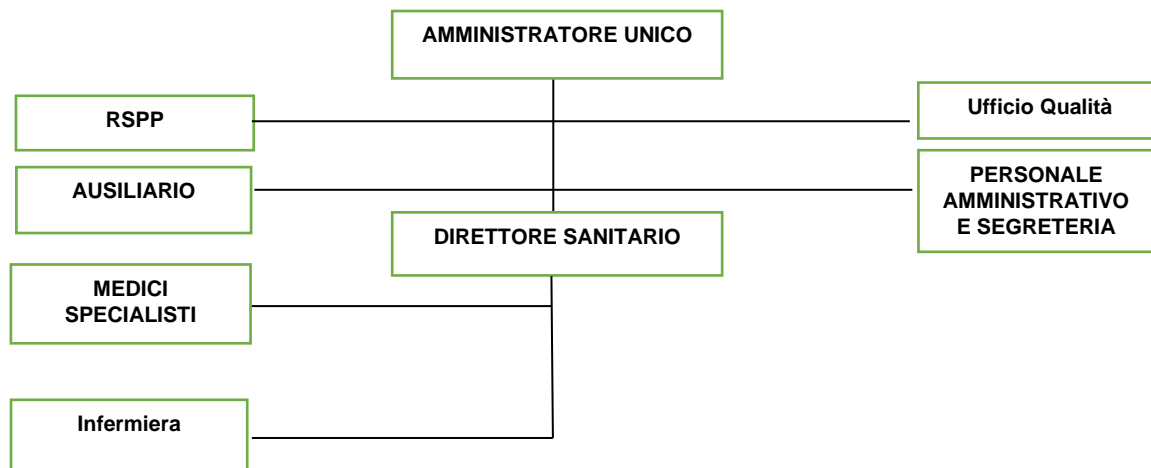 AMMINISTRATORE UNICO
RSPP
Ufficio Qualità
AUSILIARIO
PERSONALE
AMMINISTRATIVO
E SEGRETERIA
DIRETTORE SANITARIO
MEDICI
SPECIALISTI
Infermiera